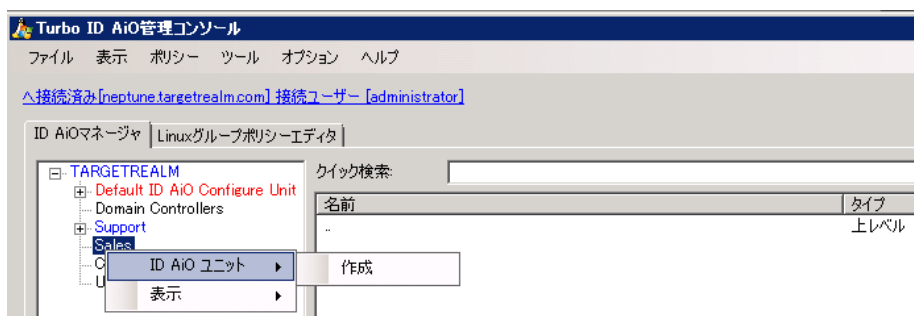 Turbo ID AiO管理コンソール
ファイル 表示 ポリシー ツール オプション ヘルプ
へ接続済み[neptune.targetrealm.com] 接続ユーザー [administrator]
ID AiOマネージャ Linuxグループポリシーエディタ
TARGETREALM クイック検索:
Default ID AiO Configure Unit
Domain Controllers 名前 タイプ
Support .. 上レベル
Sales
C ID AiO ユニット 作成
U
表示